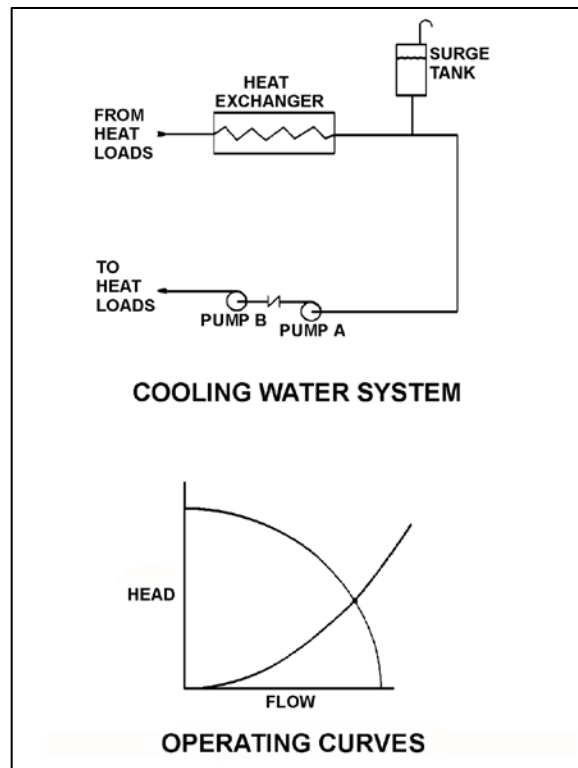 SURGE
TANK
HEAT
EXCHANGER
FROM
HEAT
LOADS
TO
HEAT
LOADS
PUMP B
PUMP A
COOLING WATER SYSTEM
HEAD
FLOW
OPERATING CURVES